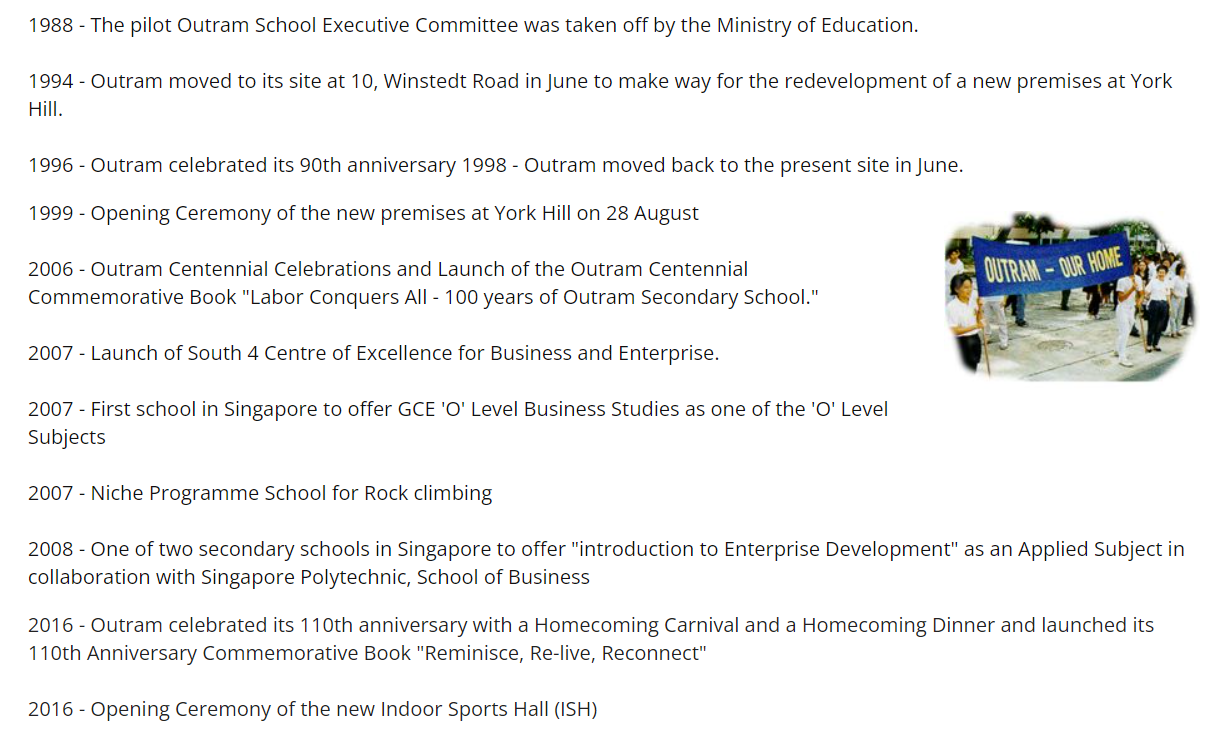 1988 - The pilot Outram School Executive Committee was taken off by the Ministry of Education.
1994 - Outram moved to its site at 10, Winstedt Road in June to make way for the redevelopment of a new premises at York
Hill.
1996 - Outram celebrated its 90th anniversary 1998 - Outram moved back to the present site in June.
1999 - Opening Ceremony of the new premises at York Hill on 28 August
OUTRAM - OUR HOME
2006 - Outram Centennial Celebrations and Launch of the Outram Centennial
Commemorative Book "Labor Conquers All - 100 years of Outram Secondary School."
2007 - Launch of South 4 Centre of Excellence for Business and Enterprise.
2007 - First school in Singapore to offer GCE 'O' Level Business Studies as one of the 'O' Level
Subjects
2007 - Niche Programme School for Rock climbing
2008 - One of two secondary schools in Singapore to offer "introduction to Enterprise Development" as an Applied Subject in
collaboration with Singapore Polytechnic, School of Business
2016 - Outram celebrated its 110th anniversary with a Homecoming Carnival and a Homecoming Dinner and launched its
110th Anniversary Commemorative Book "Reminisce, Re-live, Reconnect"
2016 - Opening Ceremony of the new Indoor Sports Hall (ISH)